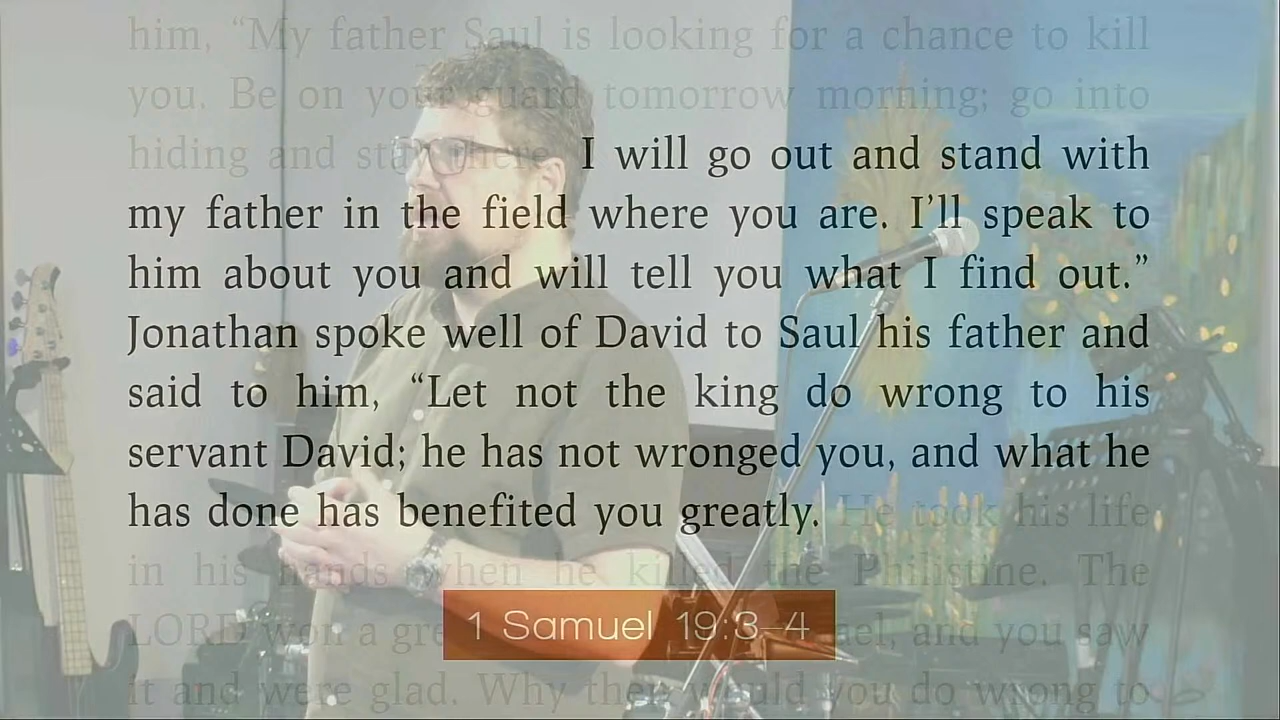 him, “My father Saul is looking for a chance to kill
you. Be on your guard tomorrow morning; go into
hiding and stay there. I will go out and stand with
my father in the field where you are. I’ll speak to
him about you and will tell you what I find out.”
Jonathan spoke well of David to Saul his father and
said to him, “Let not the king do wrong to his
servant David; he has not wronged you, and what he
has done has benefited you greatly. He took his life
in his hands when he killed the Philistine. The
LORD won a gre ael, and you saw
it and were glad. Why then would you do wrong to
1 Samuel 19:3–4